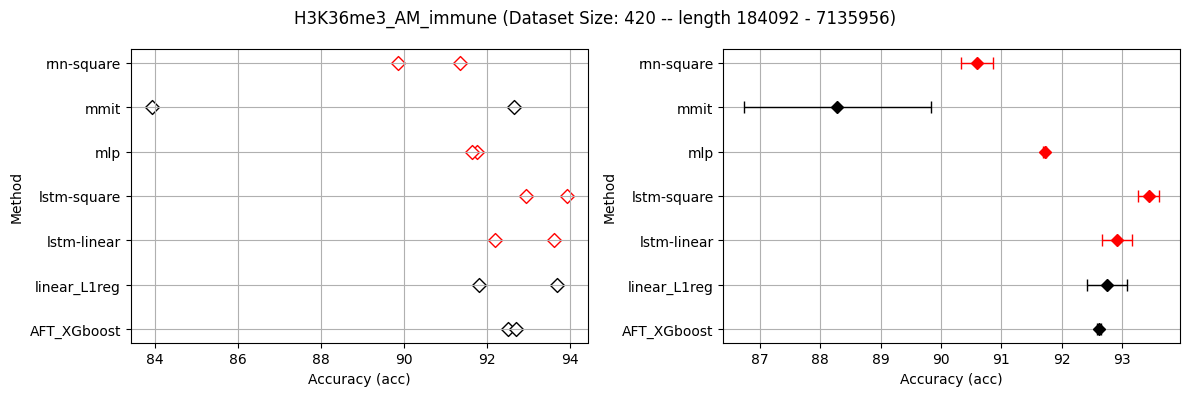 H3K36me3_AM_immune (Dataset Size: 420 -- length 184092 - 7135956)
Method
rnn-square
mmit
mlp
lstm-square
lstm-linear
linear_L1reg
AFT_XGboost
84 86 88 90 92 94
Accuracy (acc)
Method
rnn-square
mmit
mlp
lstm-square
lstm-linear
linear_L1reg
AFT_XGboost
87 88 89 90 91 92 93
Accuracy (acc)